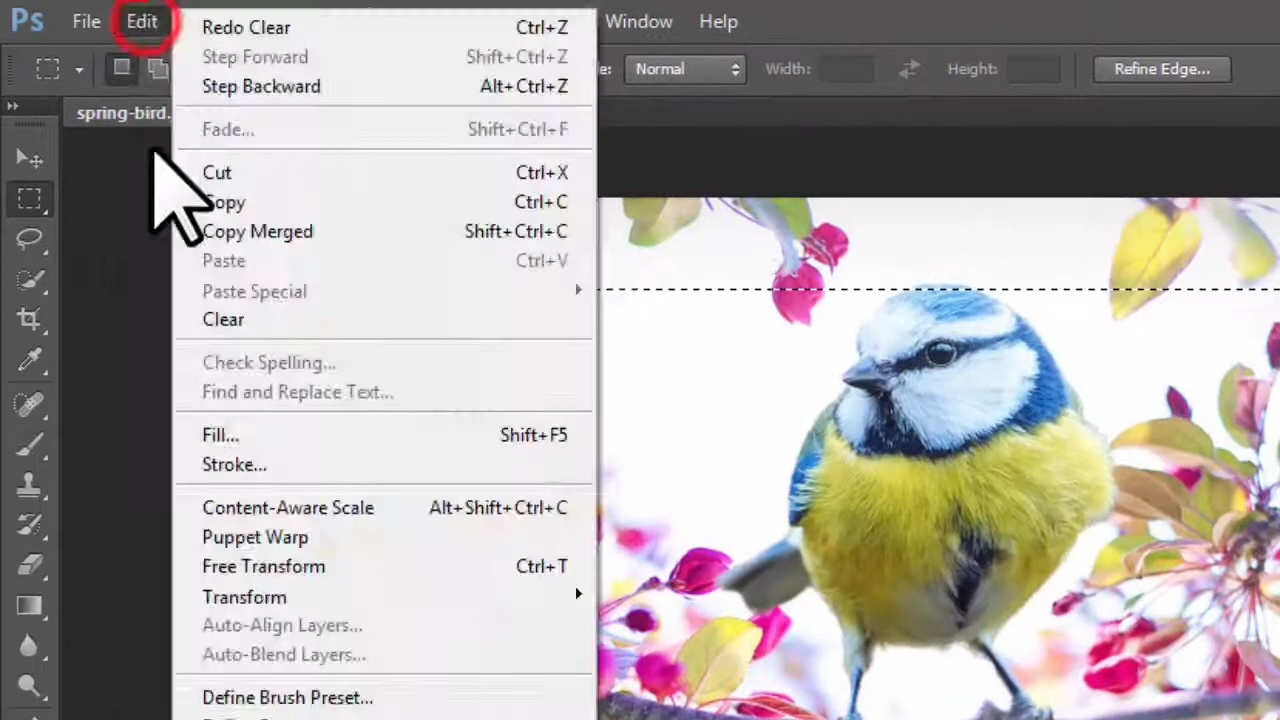 Ps File Edit Window Help
e: Normal Width: Height: Refine Edge...
spring-bird.
Redo Clear Ctrl+Z
Step Forward Shift+Ctrl+Z
Step Backward Alt+Ctrl+Z
Fade... Shift+Ctrl+F
Cut Ctrl+X
Copy Ctrl+C
Copy Merged Shift+Ctrl+C
Paste Ctrl+V
Paste Special
Clear
Check Spelling...
Find and Replace Text...
Fill... Shift+F5
Stroke...
Content-Aware Scale Alt+Shift+Ctrl+C
Puppet Warp
Free Transform Ctrl+T
Transform
Auto-Align Layers...
Auto-Blend Layers...
Define Brush Preset...